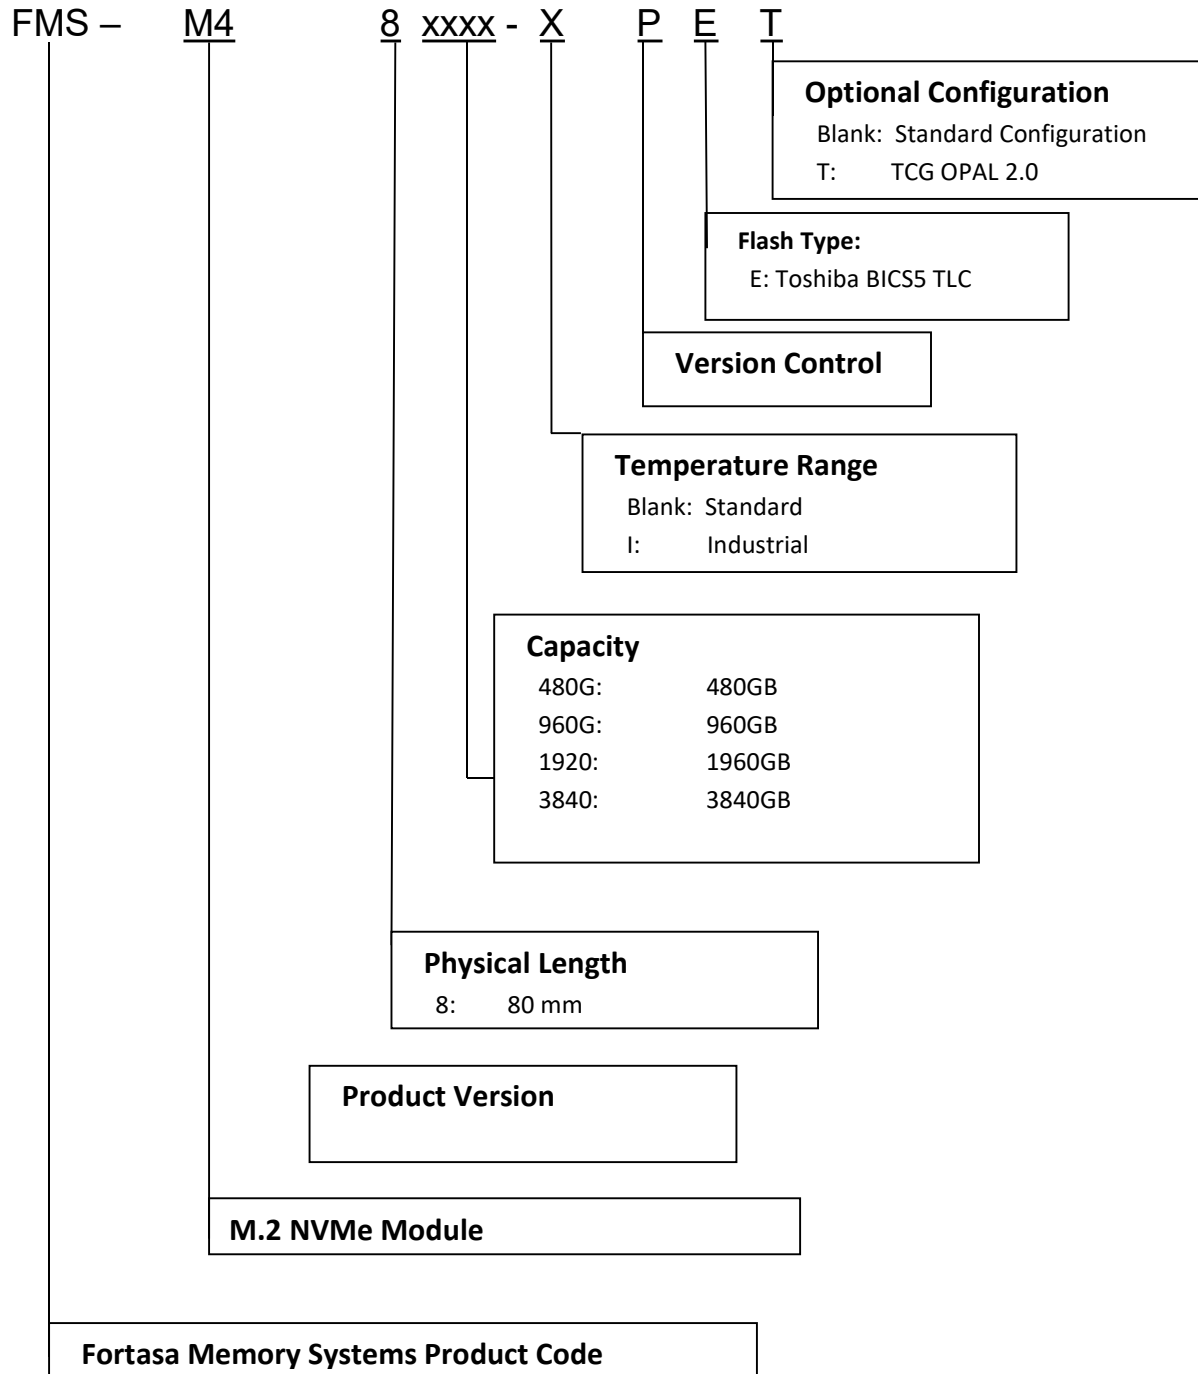 FMS – M4 8 xxxx - X P E T
Optional Configuration
Blank: Standard Configuration
T: TCG OPAL 2.0
Flash Type:
E: Toshiba BICS5 TLC
Version Control
Temperature Range
Blank: Standard
I: Industrial
Capacity
480G: 480GB
960G: 960GB
1920: 1960GB
3840: 3840GB
Physical Length
8: 80 mm
Product Version
M.2 NVMe Module
Fortasa Memory Systems Product Code